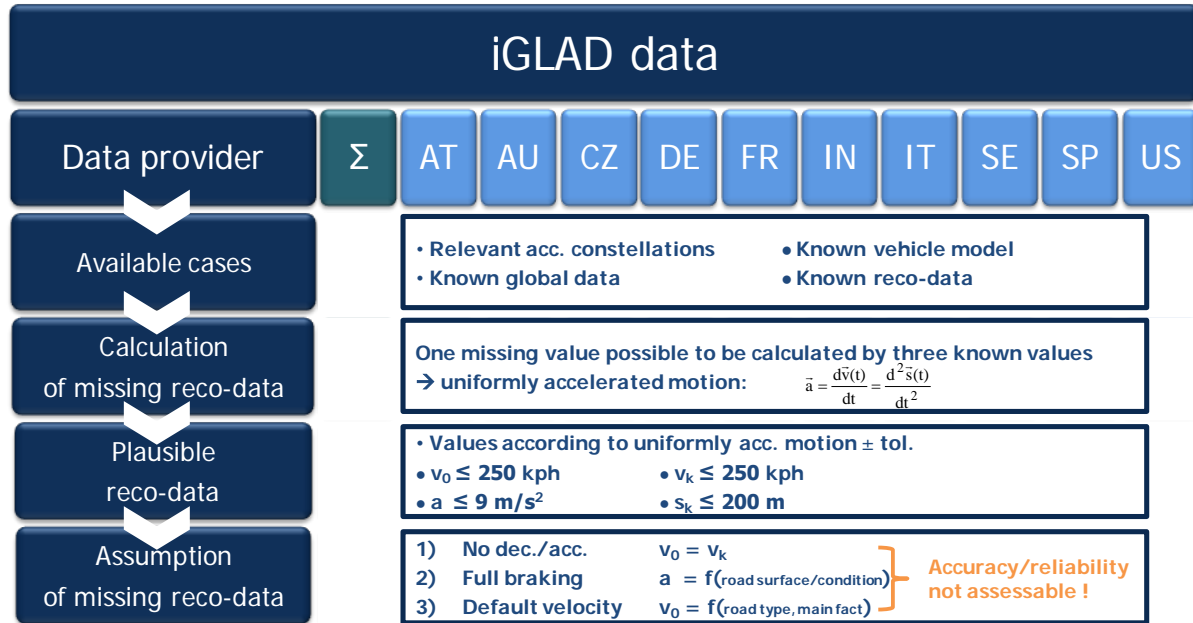 iGLAD data
Data provider Σ AT AU CZ DE FR IN IT SE SP US
Available cases
• Relevant acc. constellations • Known vehicle model
• Known global data • Known reco-data
Calculation
of missing reco-data
One missing value possible to be calculated by three known values
→ uniformly accelerated motion: a⃗ = dv⃗(t)/dt = d²s⃗(t)/dt²
Plausible
reco-data
• Values according to uniformly acc. motion ± tol.
• v₀ ≤ 250 kph • vₖ ≤ 250 kph
• a ≤ 9 m/s² • sₖ ≤ 200 m
Assumption
of missing reco-data
1) No dec./acc. v₀ = vₖ
2) Full braking a = f(road surface/condition)
3) Default velocity v₀ = f(road type, main fact)
Accuracy/reliability
not assessable !